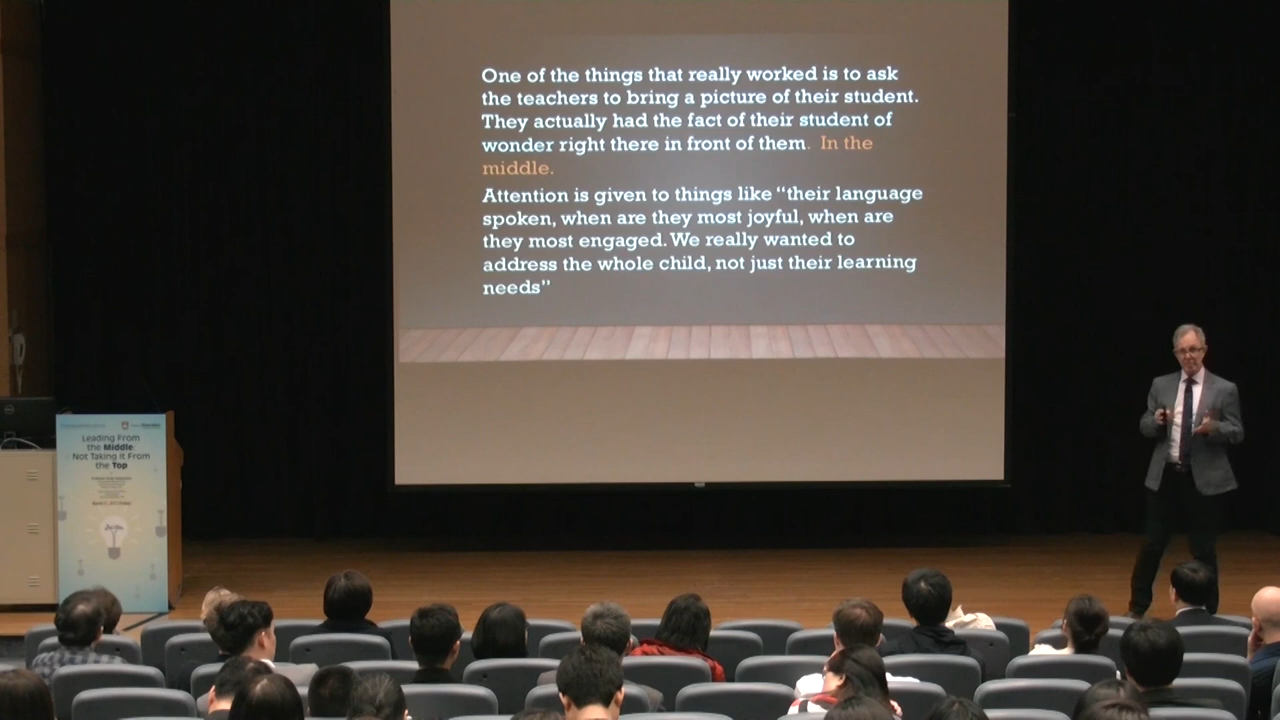 One of the things that really worked is to ask
the teachers to bring a picture of their student.
They actually had the fact of their student of
wonder right there in front of them. In the
middle.
Attention is given to things like “their language
spoken, when are they most joyful, when are
they most engaged. We really wanted to
address the whole child, not just their learning
needs”
Leading From
the Middle
Not Taking It From
the Top